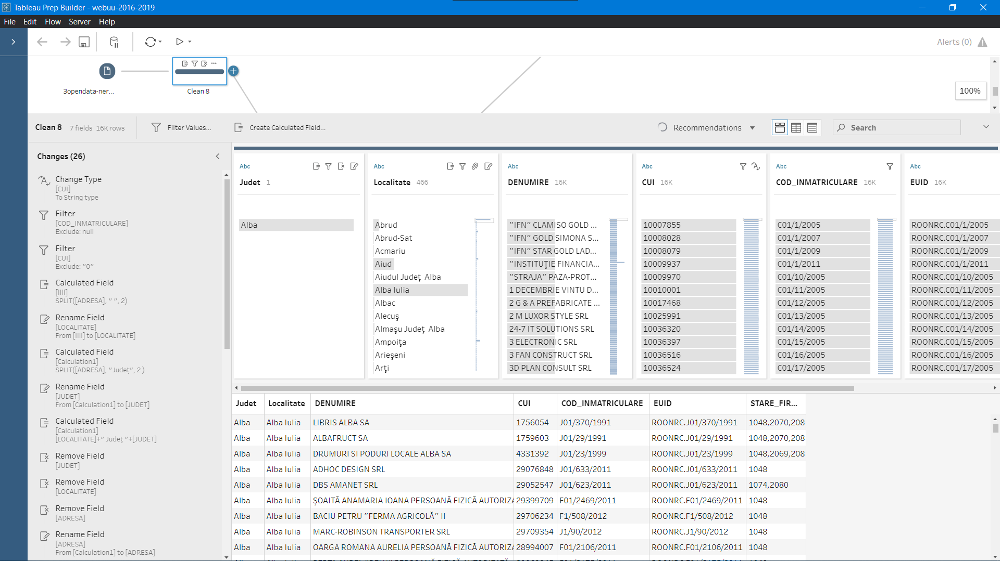 Tableau Prep Builder - webuu-2016-2019
File Edit Flow Server Help
Alerts (0)
3opendata-ner...
Clean 8
100%
Clean 8 7 fields 16K rows
Filter Values...
Create Calculated Field...
Recommendations
Search
Changes (26)
Change Type
[CUI]
To String type
Filter
[COD_INMATRICULARE]
Exclude: null
Filter
[CUI]
Exclude: "0"
Calculated Field
[IIII]
SPLIT([ADRESA], " ", 2)
Rename Field
[LOCALITATE]
From [IIII] to [LOCALITATE]
Calculated Field
[Calculation1]
SPLIT([ADRESA], "Județ", 2 )
Rename Field
[JUDET]
From [Calculation1] to [JUDET]
Calculated Field
[Calculation1]
[LOCALITATE]+" Județ "+[JUDET]
Remove Field
[JUDET]
Remove Field
[LOCALITATE]
Remove Field
[ADRESA]
Rename Field
[ADRESA]
From [Calculation1] to [ADRESA]
Abc
Judet 1
Alba
Abc
Localitate 466
Abrud
Abrud-Sat
Acmariu
Aiud
Aiudul Județ Alba
Alba Iulia
Albac
Alecuş
Almaşu Județ Alba
Ampoiţa
Arieşeni
Arţi
Abc
DENUMIRE 16K
"IFN" CLAMISO GOLD ...
"IFN" GOLD SIMONA S...
"IFN" STAR GOLD LAD...
"INSTITUŢIE FINANCIA...
"STRAJA" PAZA-PROT...
1 DECEMBRIE VINTU D...
2 G & A PREFABRICATE ...
2 M LUXOR STYLE SRL
24-7 IT SOLUTIONS SRL
3 ELECTRONIC SRL
3 FAN CONSTRUCT SRL
3D PLAN CONSULT SRL
Abc
CUI 16K
10007855
10008028
10008079
10009937
10009970
10010001
10017468
10025991
10036320
10036397
10036516
10036524
Abc
COD_INMATRICULARE 16K
C01/1/2005
C01/1/2007
C01/1/2009
C01/1/2011
C01/10/2005
C01/11/2005
C01/12/2005
C01/13/2005
C01/14/2005
C01/15/2005
C01/16/2005
C01/17/2005
Abc
EUID 16K
ROONRC.C01/1/2005
ROONRC.C01/1/2007
ROONRC.C01/1/2009
ROONRC.C01/1/2011
ROONRC.C01/10/2005
ROONRC.C01/11/2005
ROONRC.C01/12/2005
ROONRC.C01/13/2005
ROONRC.C01/14/2005
ROONRC.C01/15/2005
ROONRC.C01/16/2005
ROONRC.C01/17/2005
Judet Localitate DENUMIRE CUI COD_INMATRICULARE EUID STARE_FIR...
Alba Alba Iulia LIBRIS ALBA SA 1756054 J01/370/1991 ROONRC.J01/370/1991 1048,2070,208
Alba Alba Iulia ALBAFRUCT SA 1759603 J01/29/1991 ROONRC.J01/29/1991 1048,2070,208
Alba Alba Iulia DRUMURI SI PODURI LOCALE ALBA SA 4331392 J01/23/1999 ROONRC.J01/23/1999 1048,2069,208
Alba Alba Iulia ADHOC DESIGN SRL 29076848 J01/633/2011 ROONRC.J01/633/2011 1048
Alba Alba Iulia DBS AMANET SRL 29052547 J01/623/2011 ROONRC.J01/623/2011 1074,2080
Alba Alba Iulia ŞOAITĂ ANAMARIA IOANA PERSOANĂ FIZICĂ AUTORIZA 29399709 F01/2469/2011 ROONRC.F01/2469/2011 1048
Alba Alba Iulia BACIU PETRU "FERMA AGRICOLĂ" II 29706234 F1/508/2012 ROONRC.F1/508/2012 1048
Alba Alba Iulia MARC-ROBINSON TRANSPORTER SRL 29709354 J1/90/2012 ROONRC.J1/90/2012 1048
Alba Alba Iulia OARGA ROMANA AURELIA PERSOANĂ FIZICĂ AUTORIZA 28994007 F01/2106/2011 ROONRC.F01/2106/2011 1048